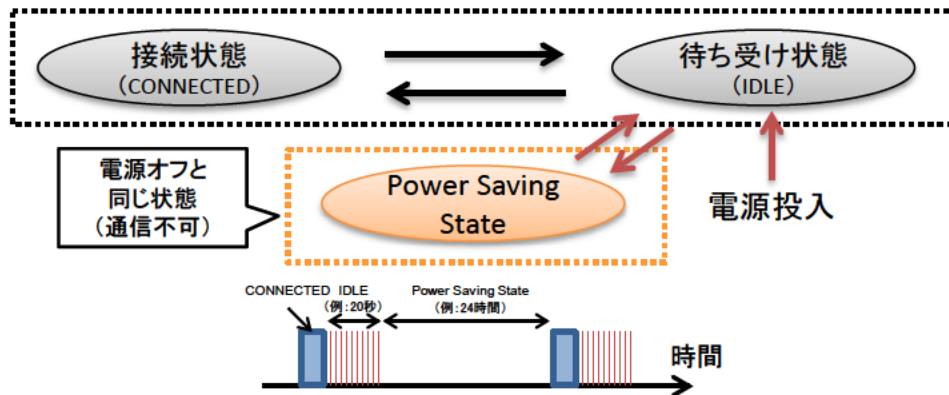 接続状態
（CONNECTED）
待ち受け状態
（IDLE）
電源オフと
同じ状態
（通信不可）
Power Saving
State
電源投入
CONNECTED IDLE
（例：20秒）
Power Saving State
（例：24時間）
時間